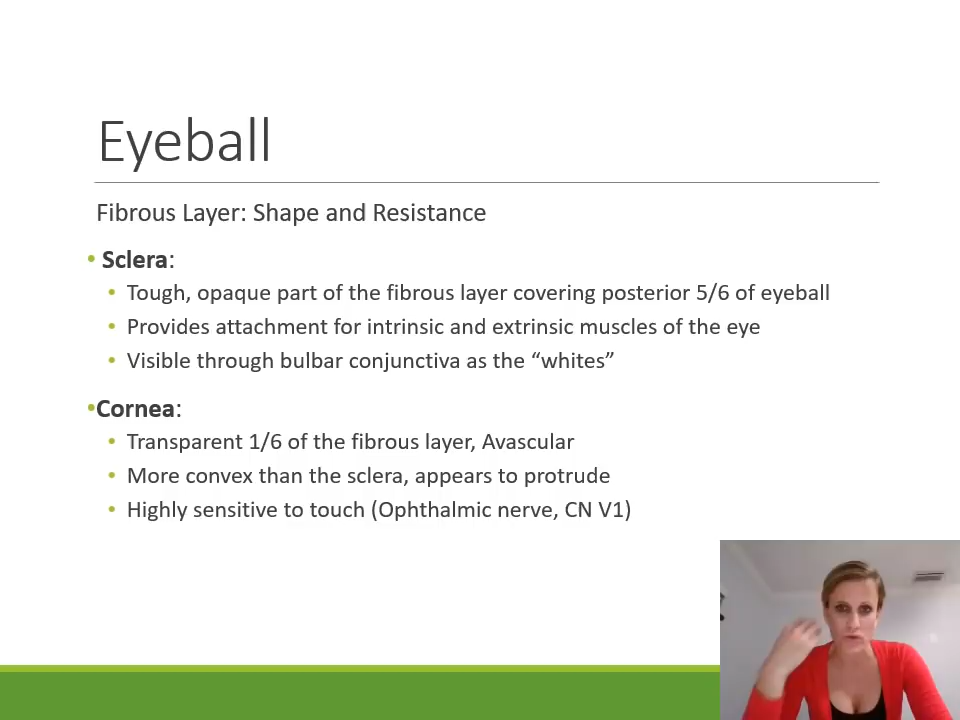 Eyeball
Fibrous Layer: Shape and Resistance
• Sclera:
• Tough, opaque part of the fibrous layer covering posterior 5/6 of eyeball
• Provides attachment for intrinsic and extrinsic muscles of the eye
• Visible through bulbar conjunctiva as the “whites”
•Cornea:
• Transparent 1/6 of the fibrous layer, Avascular
• More convex than the sclera, appears to protrude
• Highly sensitive to touch (Ophthalmic nerve, CN V1)